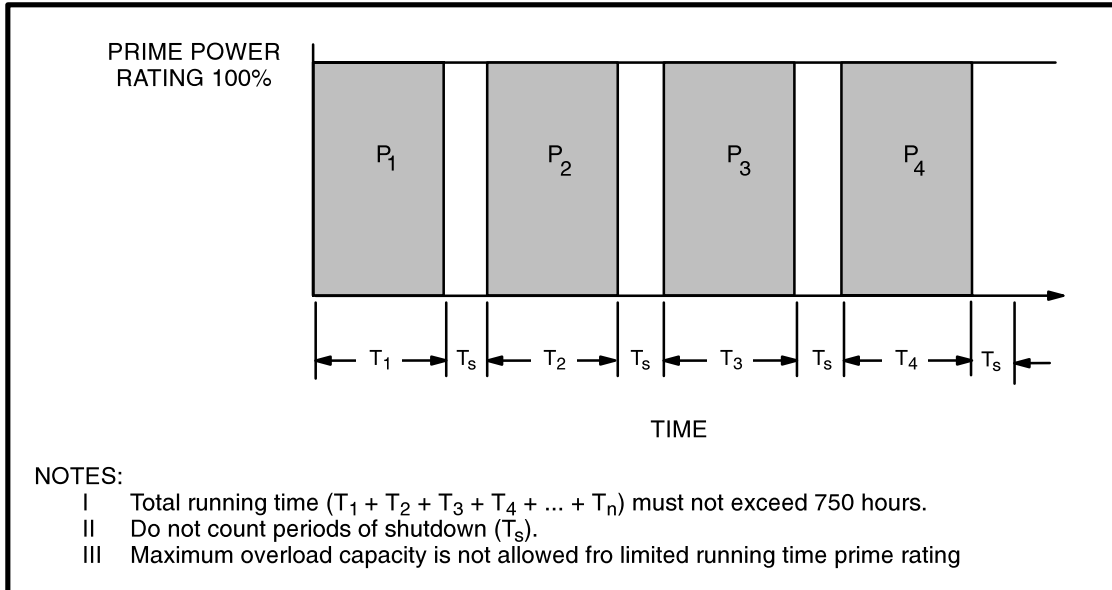 PRIME POWER
RATING 100%
P1
P2
P3
P4
T1
Ts
T2
Ts
T3
Ts
T4
Ts
TIME
NOTES:
I Total running time (T1 + T2 + T3 + T4 + ... + Tn) must not exceed 750 hours.
II Do not count periods of shutdown (Ts).
III Maximum overload capacity is not allowed fro limited running time prime rating